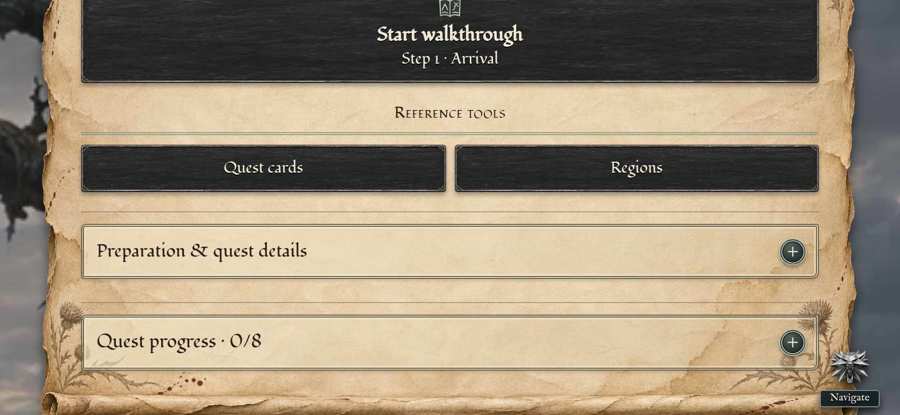 Start walkthrough
Step 1 · Arrival
Reference tools
Quest cards
Regions
Preparation & quest details
Quest progress · 0/8
Navigate